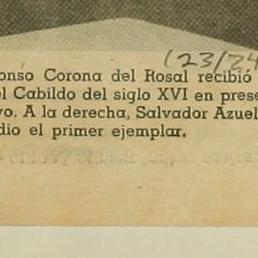 (23/24
onso Corona del Rosal recibió
el Cabildo del siglo XVI en prese
vo. A la derecha, Salvador Azuel
dio el primer ejemplar.